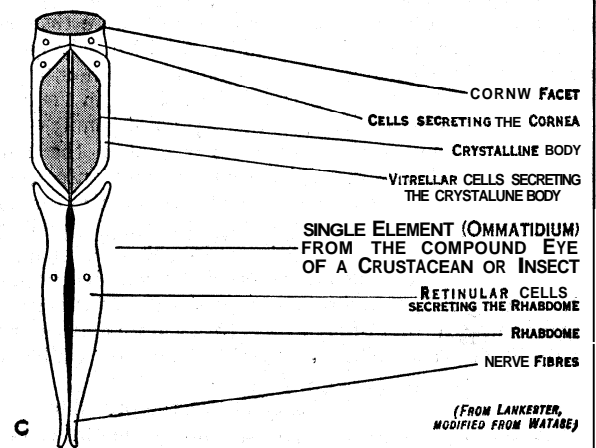 CORNW FACET
CELLS SECRETING THE CORNEA
CRYSTALLINE BODY
VITRELLAR CELLS SECRETING
THE CRYSTALUNE BODY
SINGLE ELEMENT (OMMATIDIUM)
FROM THE COMPOUND EYE
OF A CRUSTACEAN OR INSECT
RETINULAR CELLS
SECRETING THE RHABDOME
RHABDOME
NERVE FIBRES
(FROM LANKESTER,
MODIFIED FROM WATASE)
C